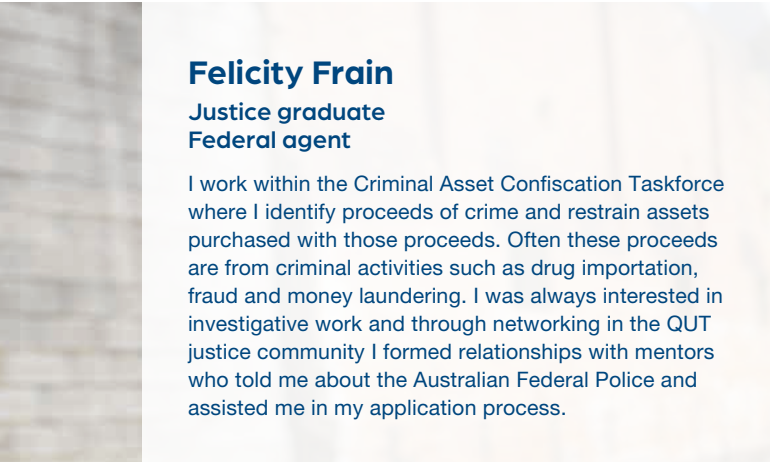 Felicity Frain
Justice graduate
Federal agent
I work within the Criminal Asset Confiscation Taskforce
where I identify proceeds of crime and restrain assets
purchased with those proceeds. Often these proceeds
are from criminal activities such as drug importation,
fraud and money laundering. I was always interested in
investigative work and through networking in the QUT
justice community I formed relationships with mentors
who told me about the Australian Federal Police and
assisted me in my application process.